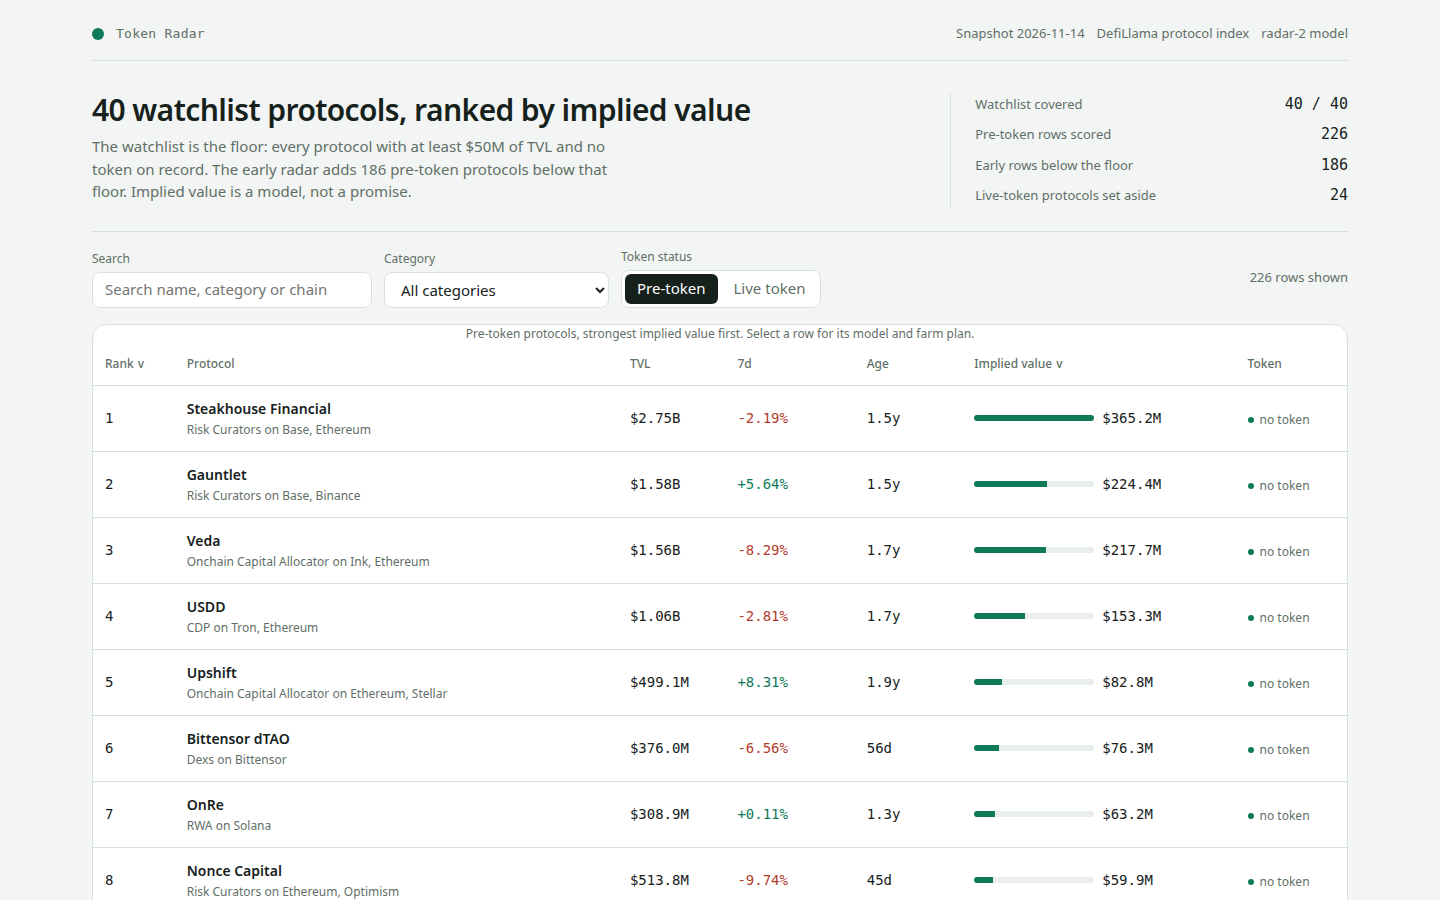 Token Radar
Snapshot 2026-11-14 DefiLlama protocol index radar-2 model
40 watchlist protocols, ranked by implied value
The watchlist is the floor: every protocol with at least $50M of TVL and no
token on record. The early radar adds 186 pre-token protocols below that
floor. Implied value is a model, not a promise.
Watchlist covered 40 / 40
Pre-token rows scored 226
Early rows below the floor 186
Live-token protocols set aside 24
Search
Search name, category or chain
Category
All categories
Token status
Pre-token Live token
226 rows shown
Pre-token protocols, strongest implied value first. Select a row for its model and farm plan.
Rank v Protocol TVL 7d Age Implied value v Token
1 Steakhouse Financial $2.75B -2.19% 1.5y $365.2M no token
Risk Curators on Base, Ethereum
2 Gauntlet $1.58B +5.64% 1.5y $224.4M no token
Risk Curators on Base, Binance
3 Veda $1.56B -8.29% 1.7y $217.7M no token
Onchain Capital Allocator on Ink, Ethereum
4 USDD $1.06B -2.81% 1.7y $153.3M no token
CDP on Tron, Ethereum
5 Upshift $499.1M +8.31% 1.9y $82.8M no token
Onchain Capital Allocator on Ethereum, Stellar
6 Bittensor dTAO $376.0M -6.56% 56d $76.3M no token
Dexs on Bittensor
7 OnRe $308.9M +0.11% 1.3y $63.2M no token
RWA on Solana
8 Nonce Capital $513.8M -9.74% 45d $59.9M no token
Risk Curators on Ethereum, Optimism